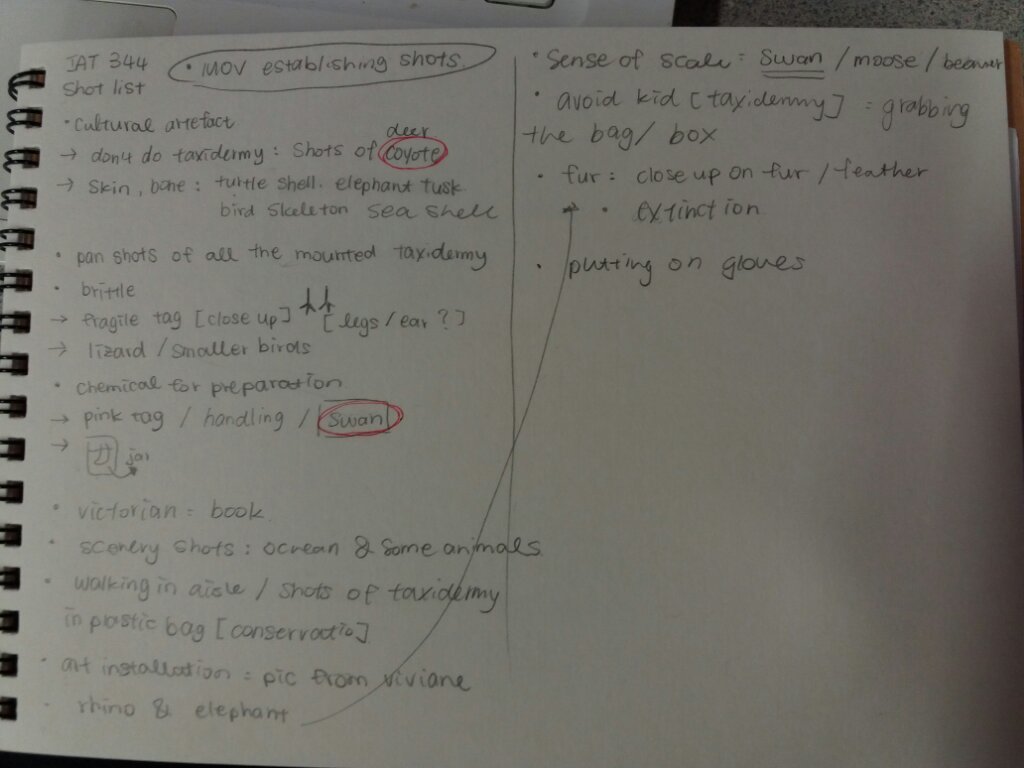 IAT 344
• MOV establishing shots.
Shot list
• Cultural artefact
deer
→ don't do taxidermy : shots of coyote
→ skin, bone : turtle shell. elephant tusk.
bird skeleton sea shell
• pan shots of all the mounted taxidermy
• brittle
→ fragile tag [close up] [legs/ear ?]
→ lizard / smaller birds
• chemical for preparation.
→ pink tag / handling / swan
→ jar
• victorian = book
• scenery shots : ocrean & some animals
• walking in aisle / shots of taxidermy
in plastic bag [conservatio]
• art installation : pic from viviane
• rhino & elephant
• Sense of scale : swan / moose / beaver
• avoid kid [taxidermy] = grabbing
the bag/ box
• fur : close up on fur / feather
→ • extinction
• putting on gloves